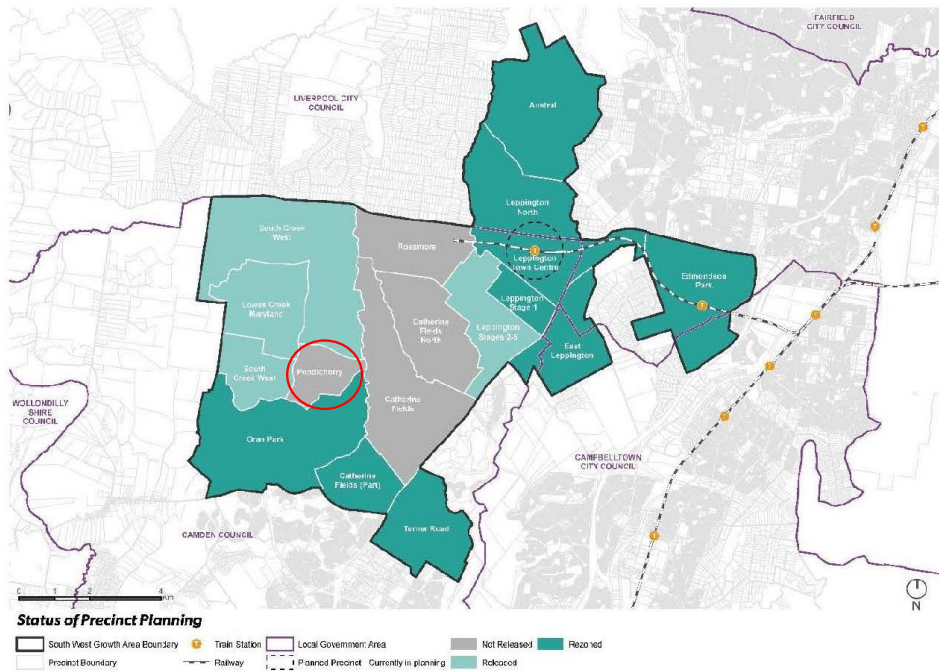 FAIRFIELD
CITY COUNCIL
LIVERPOOL CITY
COUNCIL
Austral
Leppington
North
South Creek
West
Rossmore
Leppington
Town Centre
Edmondson
Park
Lowes Creek
Maryland
Leppington
Stage 1
Catherine
Fields
North
Leppington
Stages 2-5
East
Leppington
South
Creek West
Pondicherry
WOLLONDILLY
SHIRE
COUNCIL
Catherine
Fields
Oran Park
CAMPBELLTOWN
CITY COUNCIL
Catherine
Fields (Part)
Turner Road
CAMDEN COUNCIL
0 1 2 4
Km
N
Status of Precinct Planning
South West Growth Area Boundary
T Train Station
Local Government Area
Not Released
Rezoned
Precinct Boundary
Railway
Planned Precinct Currently in planning
Released